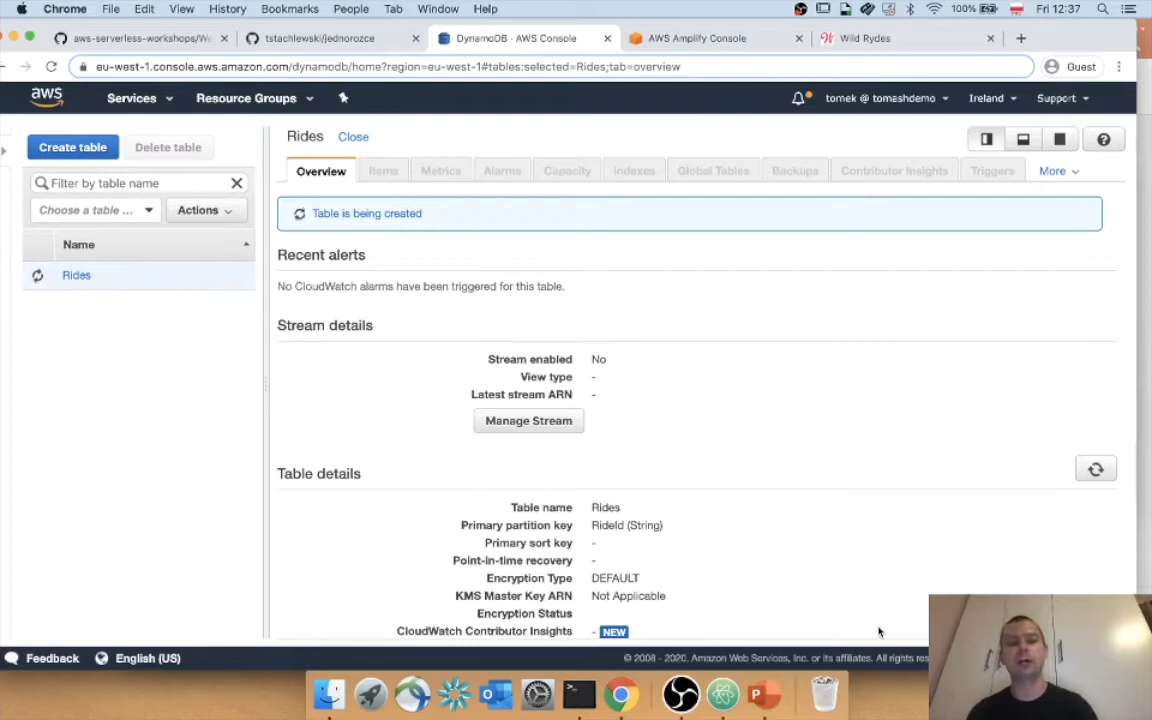 Chrome File Edit View History Bookmarks People Tab Window Help 100% Fri 12:37
aws-serverless-workshops/We tstachlewski/jednorozce DynamoDB · AWS Console AWS Amplify Console Wild Rydes
eu-west-1.console.aws.amazon.com/dynamodb/home?region=eu-west-1#tables:selected=Rides;tab=overview Guest
aws Services Resource Groups tomek @ tomashdemo Ireland Support
Create table Delete table
Filter by table name
Choose a table ... Actions
Name
Rides
Rides Close
Overview Items Metrics Alarms Capacity Indexes Global Tables Backups Contributor Insights Triggers More
Table is being created
Recent alerts
No CloudWatch alarms have been triggered for this table.
Stream details
Stream enabled No
View type -
Latest stream ARN -
Manage Stream
Table details
Table name Rides
Primary partition key RideId (String)
Primary sort key -
Point-in-time recovery -
Encryption Type DEFAULT
KMS Master Key ARN Not Applicable
Encryption Status
CloudWatch Contributor Insights - NEW
Feedback English (US) © 2008 - 2020, Amazon Web Services, Inc. or its affiliates. All rights rese